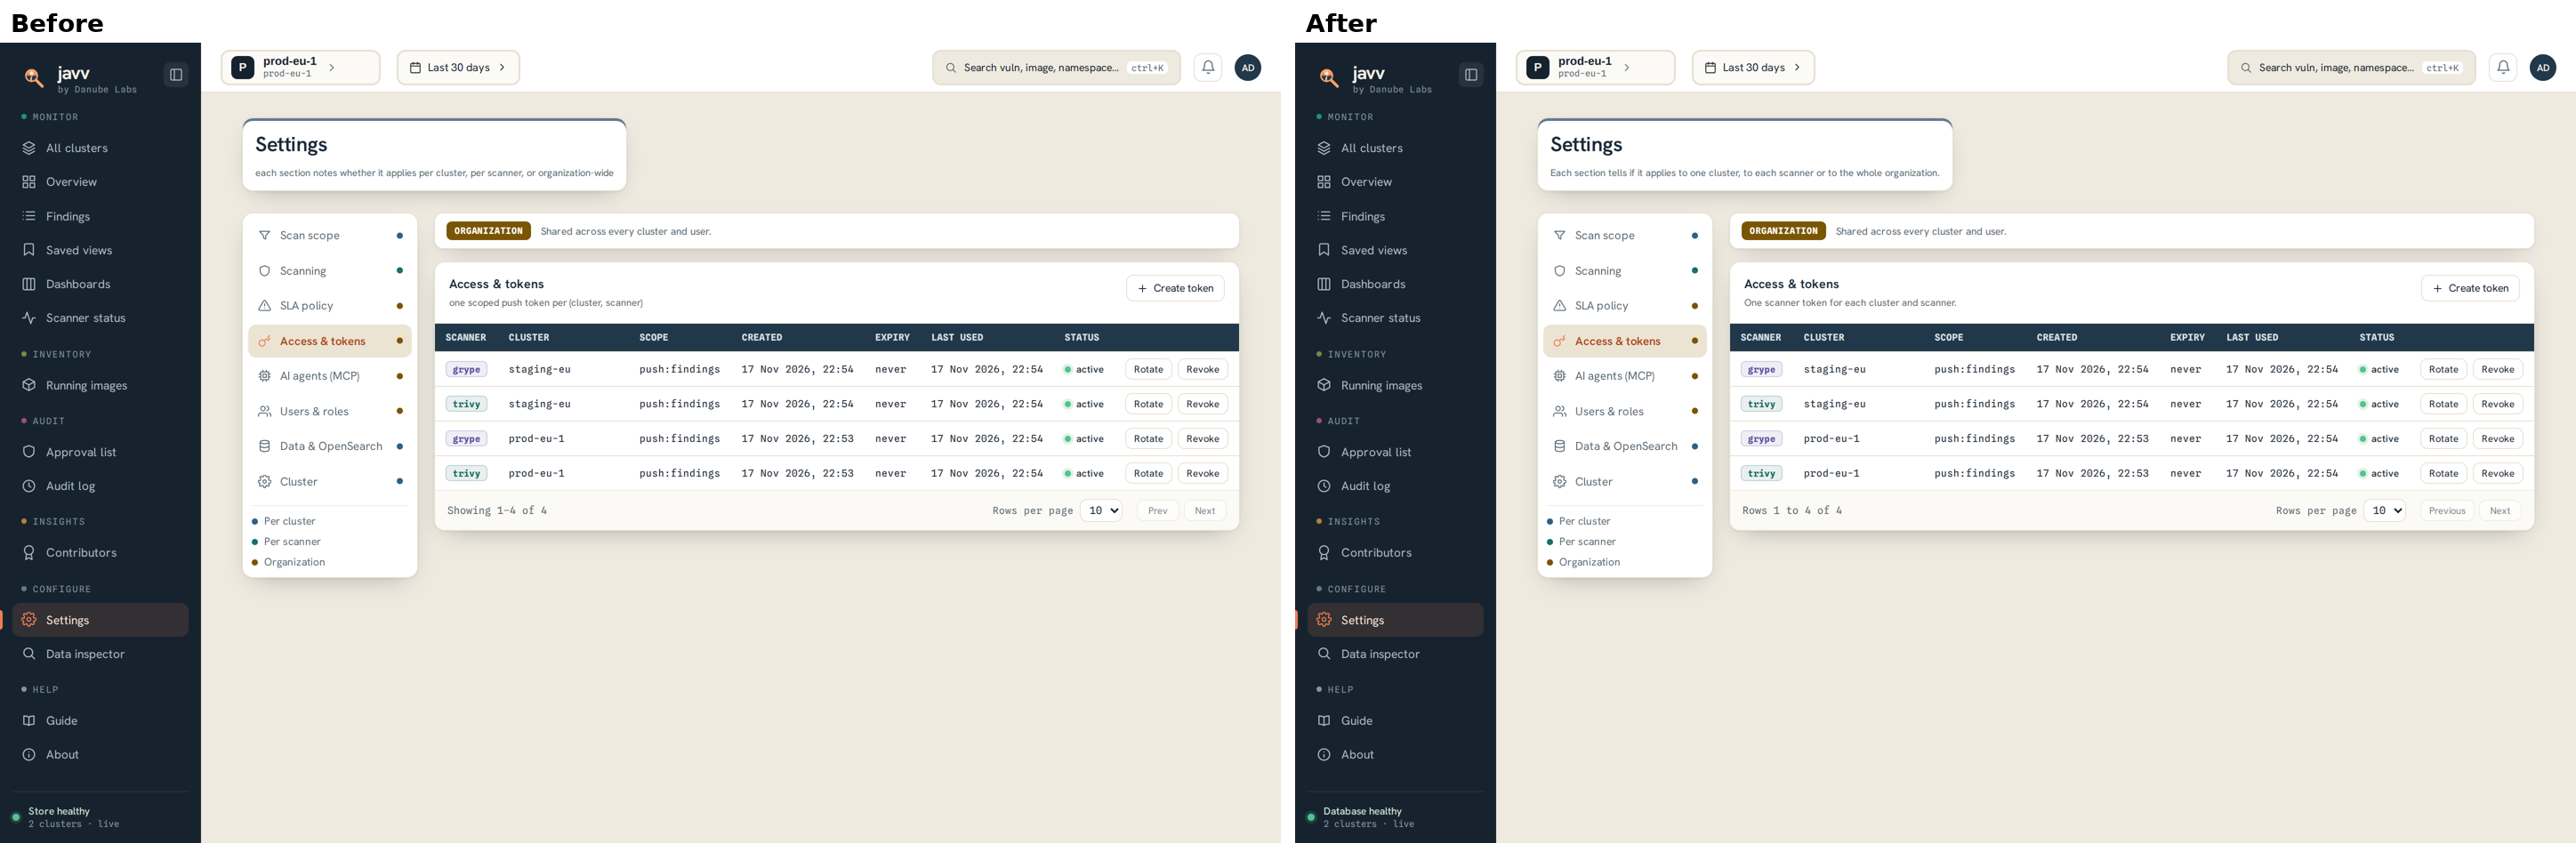 Before
javv
by Danube Labs
MONITOR
All clusters
Overview
Findings
Saved views
Dashboards
Scanner status
INVENTORY
Running images
AUDIT
Approval list
Audit log
INSIGHTS
Contributors
CONFIGURE
Settings
Data inspector
HELP
Guide
About
Store healthy
2 clusters · live
P prod-eu-1
prod-eu-1
Last 30 days
Search vuln, image, namespace... ctrl+K
AD
Settings
each section notes whether it applies per cluster, per scanner, or organization-wide
Scan scope
Scanning
SLA policy
Access & tokens
AI agents (MCP)
Users & roles
Data & OpenSearch
Cluster
Per cluster
Per scanner
Organization
ORGANIZATION Shared across every cluster and user.
Access & tokens
one scoped push token per (cluster, scanner)
+ Create token
SCANNER CLUSTER SCOPE CREATED EXPIRY LAST USED STATUS
grype staging-eu push:findings 17 Nov 2026, 22:54 never 17 Nov 2026, 22:54 active Rotate Revoke
trivy staging-eu push:findings 17 Nov 2026, 22:54 never 17 Nov 2026, 22:54 active Rotate Revoke
grype prod-eu-1 push:findings 17 Nov 2026, 22:53 never 17 Nov 2026, 22:54 active Rotate Revoke
trivy prod-eu-1 push:findings 17 Nov 2026, 22:53 never 17 Nov 2026, 22:54 active Rotate Revoke
Showing 1–4 of 4 Rows per page 10 Prev Next
After
javv
by Danube Labs
MONITOR
All clusters
Overview
Findings
Saved views
Dashboards
Scanner status
INVENTORY
Running images
AUDIT
Approval list
Audit log
INSIGHTS
Contributors
CONFIGURE
Settings
Data inspector
HELP
Guide
About
Database healthy
2 clusters · live
P prod-eu-1
prod-eu-1
Last 30 days
Search vuln, image, namespace... ctrl+K
AD
Settings
Each section tells if it applies to one cluster, to each scanner or to the whole organization.
Scan scope
Scanning
SLA policy
Access & tokens
AI agents (MCP)
Users & roles
Data & OpenSearch
Cluster
Per cluster
Per scanner
Organization
ORGANIZATION Shared across every cluster and user.
Access & tokens
One scanner token for each cluster and scanner.
+ Create token
SCANNER CLUSTER SCOPE CREATED EXPIRY LAST USED STATUS
grype staging-eu push:findings 17 Nov 2026, 22:54 never 17 Nov 2026, 22:54 active Rotate Revoke
trivy staging-eu push:findings 17 Nov 2026, 22:54 never 17 Nov 2026, 22:54 active Rotate Revoke
grype prod-eu-1 push:findings 17 Nov 2026, 22:53 never 17 Nov 2026, 22:54 active Rotate Revoke
trivy prod-eu-1 push:findings 17 Nov 2026, 22:53 never 17 Nov 2026, 22:54 active Rotate Revoke
Rows 1 to 4 of 4 Rows per page 10 Previous Next